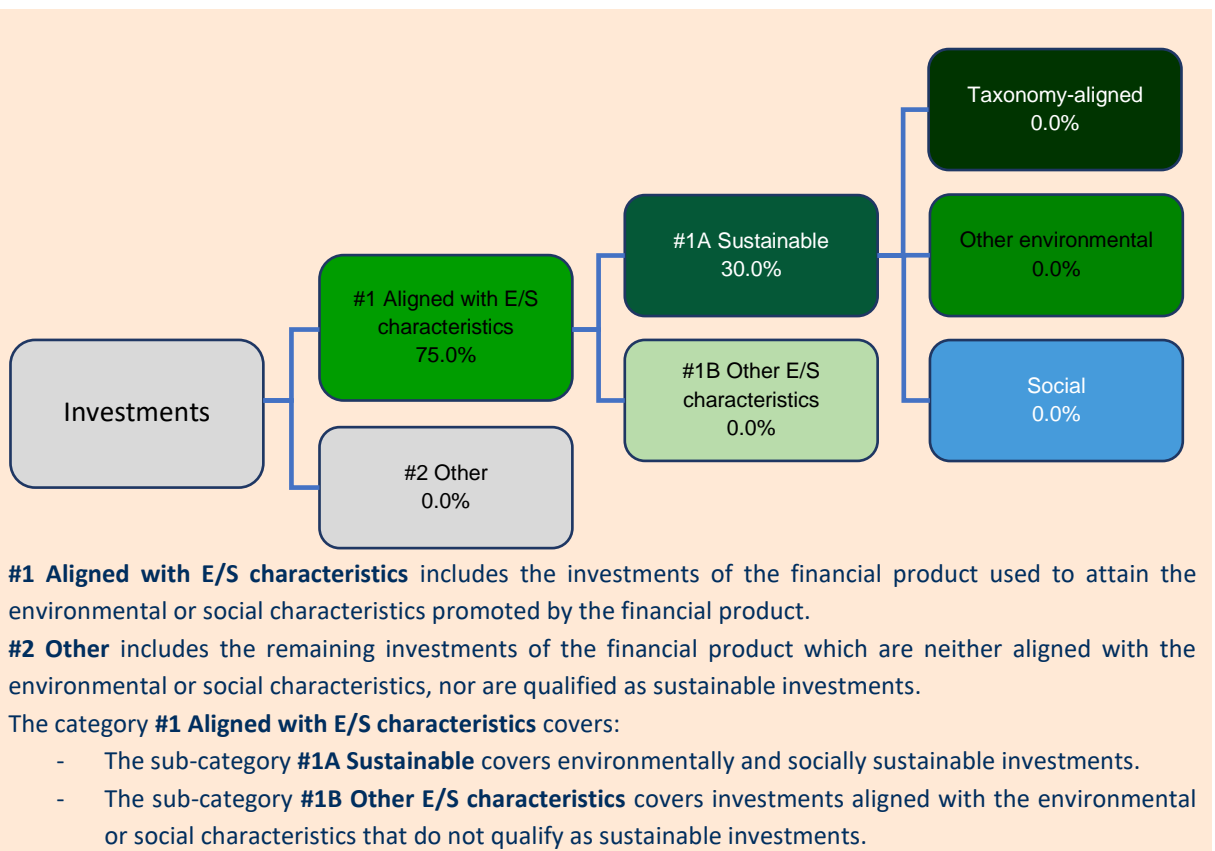 Taxonomy-aligned
0.0%
#1A Sustainable
30.0%
Other environmental
0.0%
#1 Aligned with E/S
characteristics
75.0%
#1B Other E/S
characteristics
0.0%
Social
0.0%
Investments
#2 Other
0.0%
#1 Aligned with E/S characteristics includes the investments of the financial product used to attain the
environmental or social characteristics promoted by the financial product.
#2 Other includes the remaining investments of the financial product which are neither aligned with the
environmental or social characteristics, nor are qualified as sustainable investments.
The category #1 Aligned with E/S characteristics covers:
- The sub-category #1A Sustainable covers environmentally and socially sustainable investments.
- The sub-category #1B Other E/S characteristics covers investments aligned with the environmental
or social characteristics that do not qualify as sustainable investments.